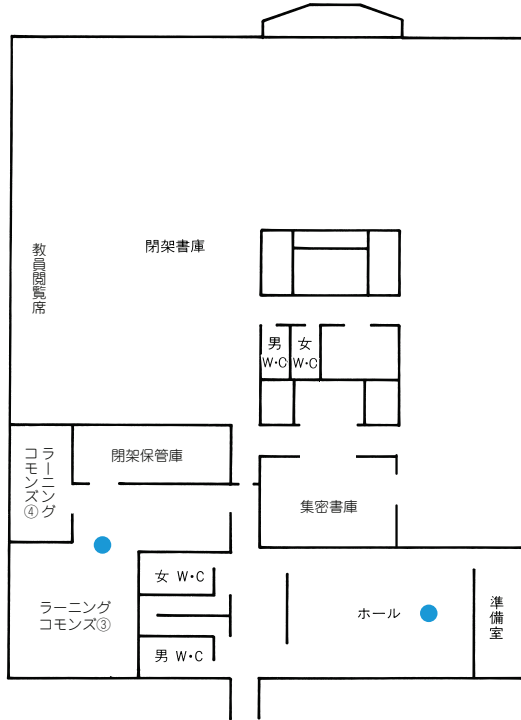 教員閲覧席
閉架書庫
男
W・C
女
W・C
ラーニング
コモンズ④
閉架保管庫
集密書庫
女 W・C
ラーニング
コモンズ③
ホール
準備室
男 W・C